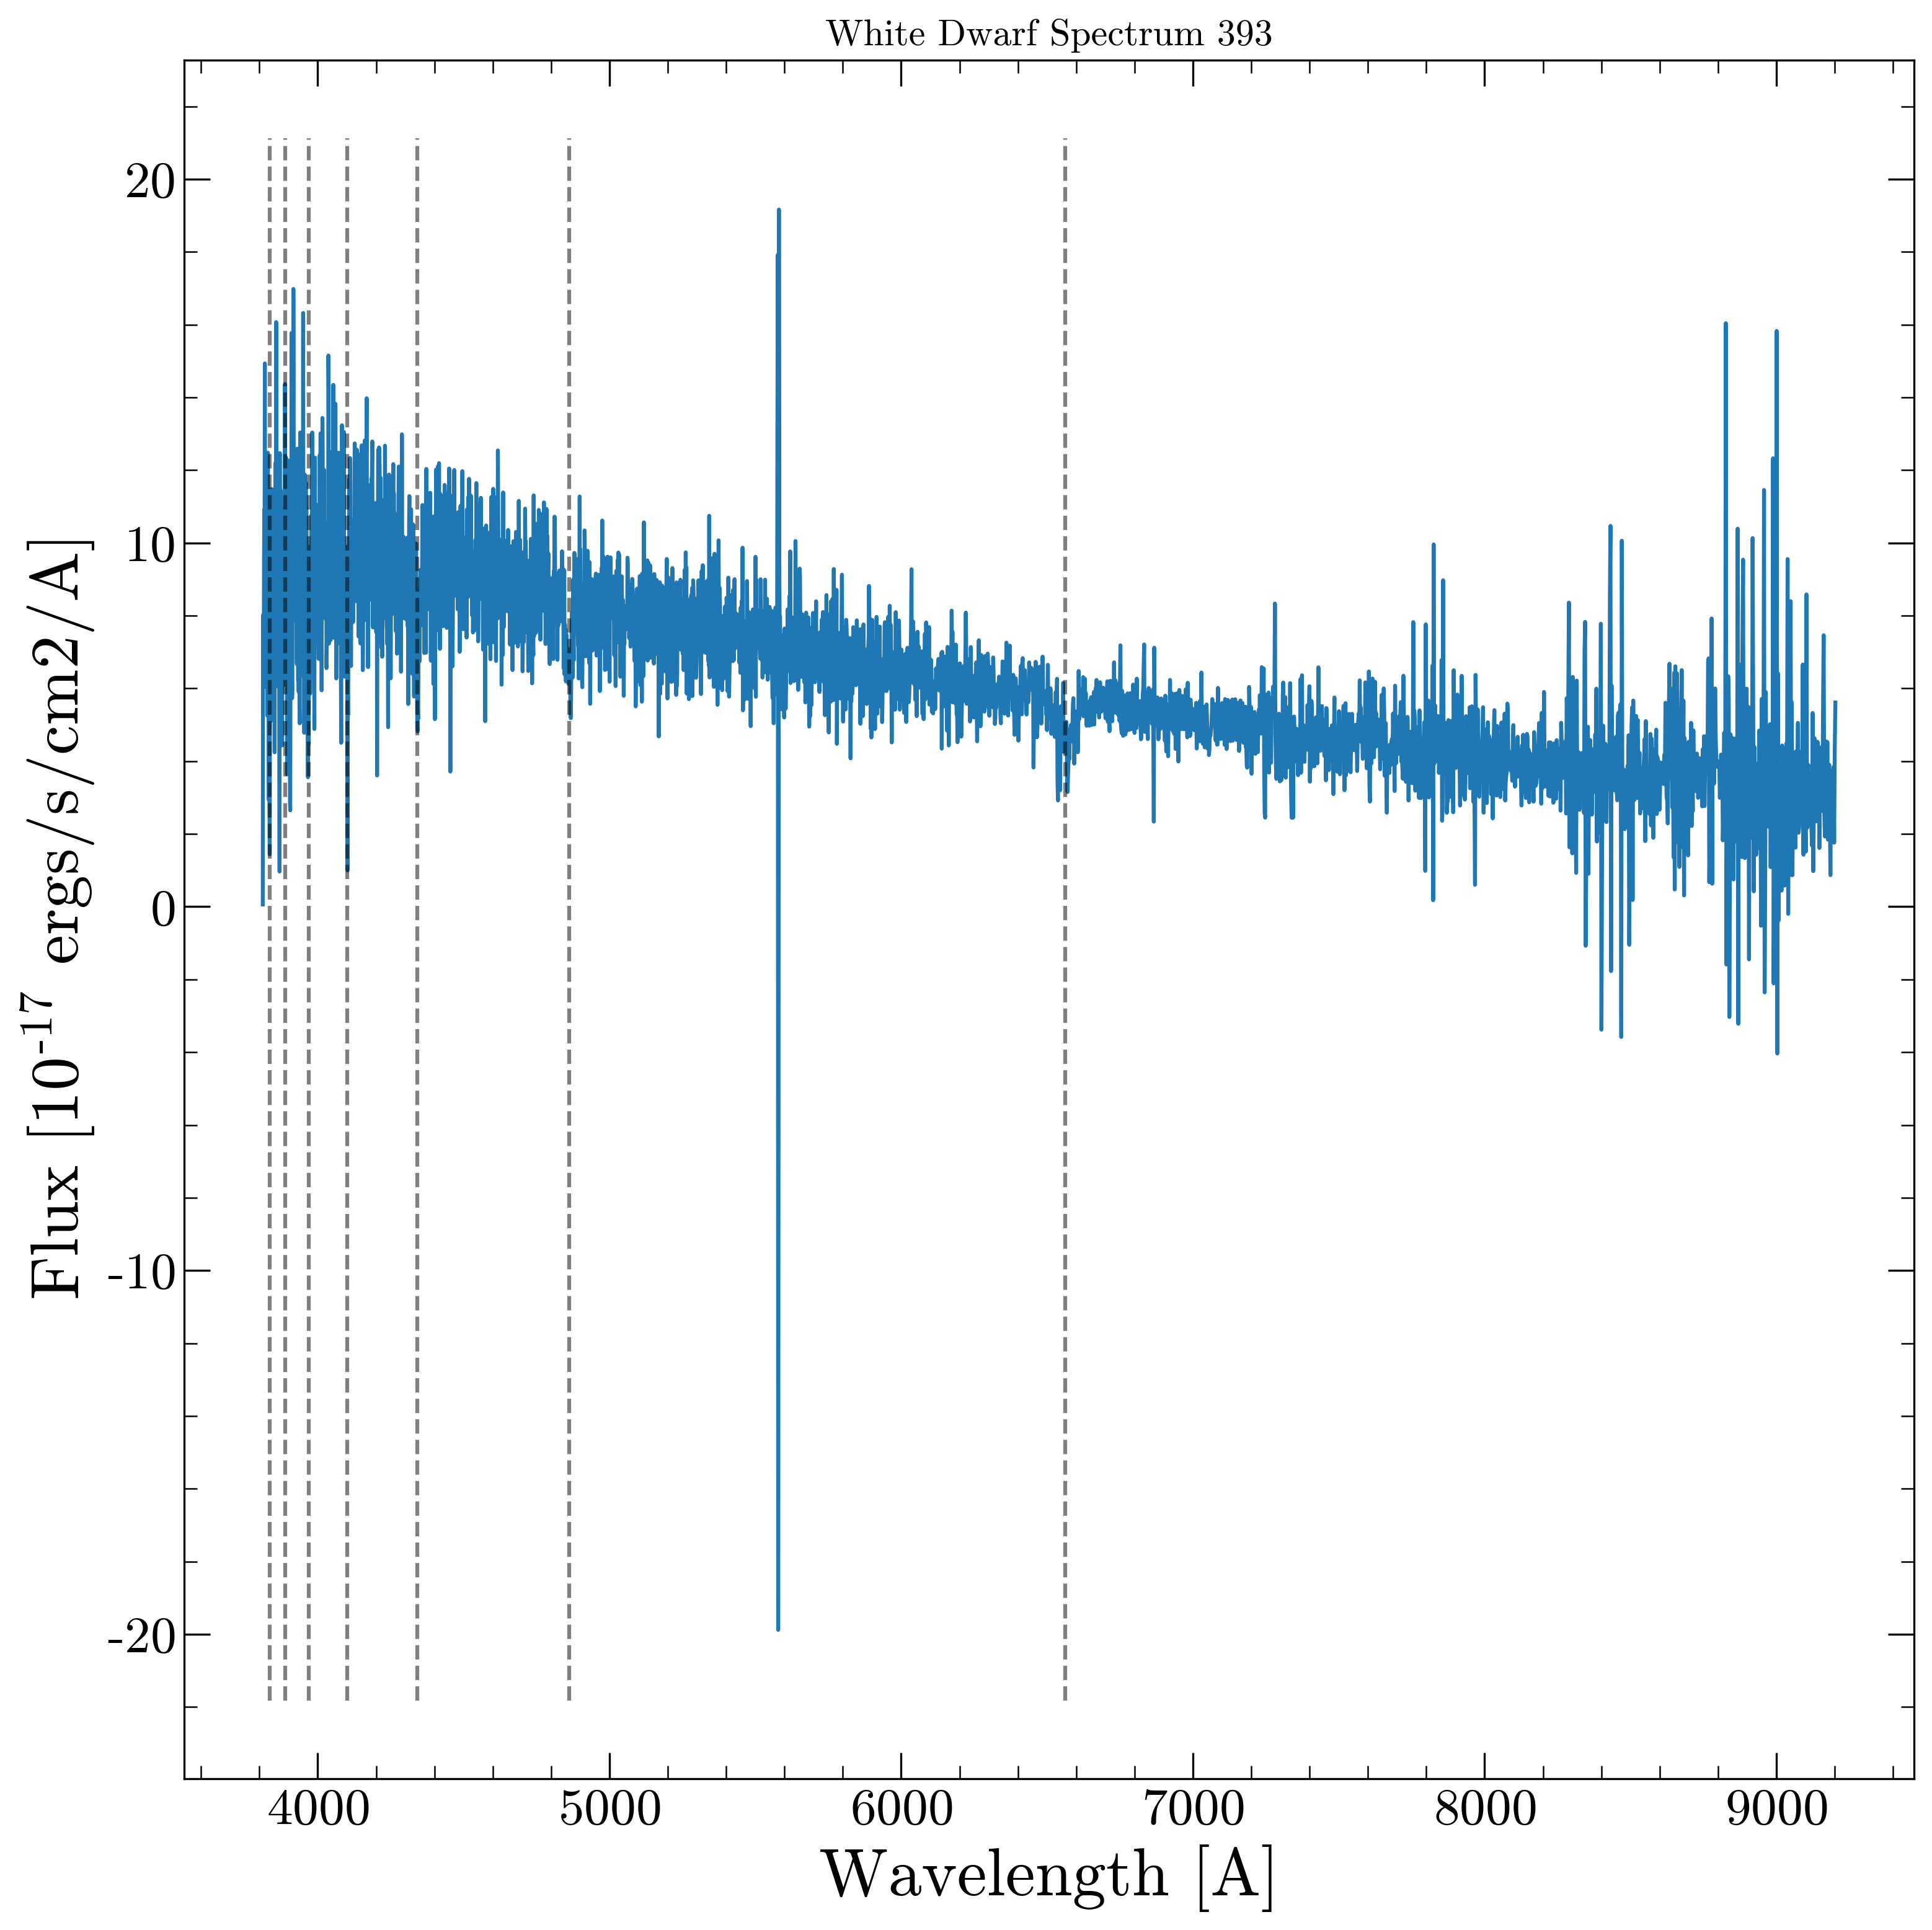 White Dwarf Spectrum 393
Flux [10^-17 ergs/s/cm2/A]
20
10
0
-10
-20
4000 5000 6000 7000 8000 9000
Wavelength [A]